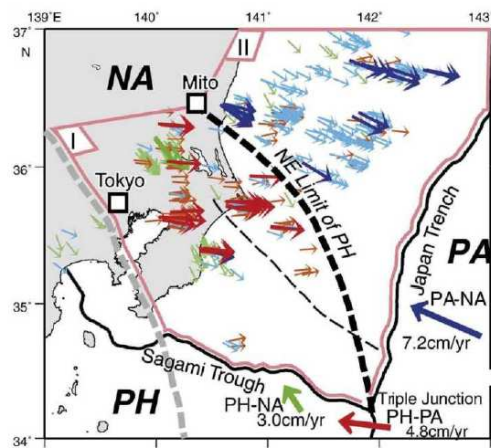 139˚E 140˚ 141˚ 142˚ 143
N
37˚
II
NA
Mito
I
36˚
Tokyo
NE Limit of PH
Japan Trench
PA
35˚
PA-NA
7.2cm/yr
Sagami Trough
Triple Junction
PH
PH-NA
3.0cm/yr
PH-PA
4.8cm/yr
34˚